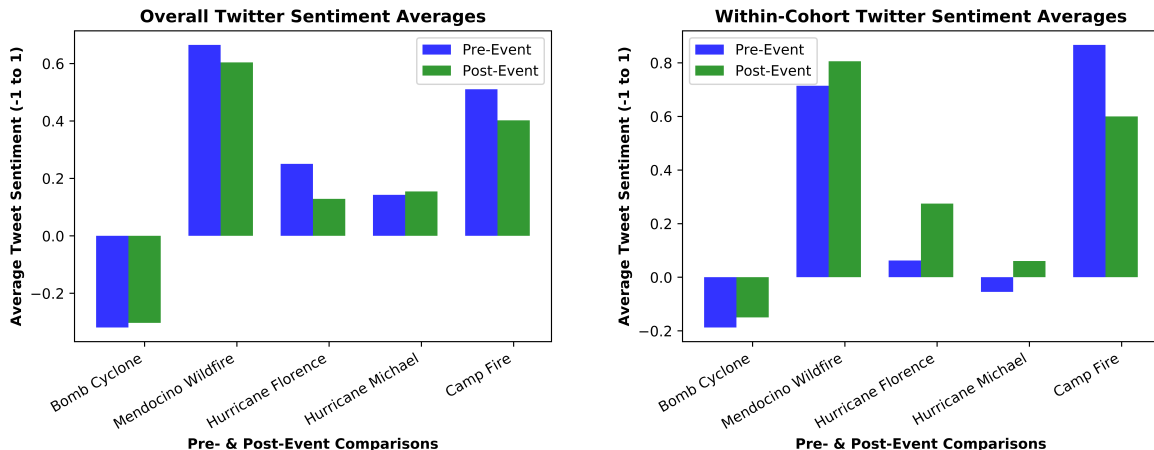 Overall Twitter Sentiment Averages
Average Tweet Sentiment (-1 to 1)
0.6
0.4
0.2
0.0
−0.2
Pre-Event
Post-Event
Bomb Cyclone
Mendocino Wildfire
Hurricane Florence
Hurricane Michael
Camp Fire
Pre- & Post-Event Comparisons
Within-Cohort Twitter Sentiment Averages
Average Tweet Sentiment (-1 to 1)
0.8
0.6
0.4
0.2
0.0
−0.2
Pre-Event
Post-Event
Bomb Cyclone
Mendocino Wildfire
Hurricane Florence
Hurricane Michael
Camp Fire
Pre- & Post-Event Comparisons